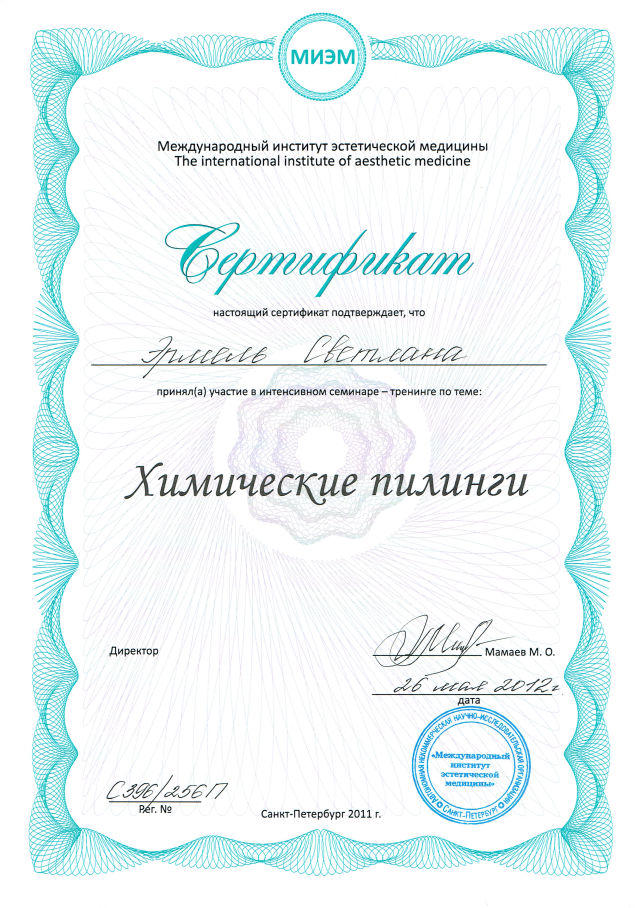 МИЭМ
Международный институт эстетической медицины
The international institute of aesthetic medicine
Сертификат
настоящий сертификат подтверждает, что
Эрмель Светлана
принял(а) участие в интенсивном семинаре – тренинге по теме:
Химические пилинги
Директор
Мамаев М. О.
26 мая 2012г
дата
АВТОНОМНАЯ НЕКОММЕРЧЕСКАЯ НАУЧНО-ИССЛЕДОВАТЕЛЬСКАЯ ОРГАНИЗАЦИЯ
«Международный
институт
эстетической
медицины»
САНКТ-ПЕТЕРБУРГ
С396/256П
Рег. №
Санкт-Петербург 2011 г.